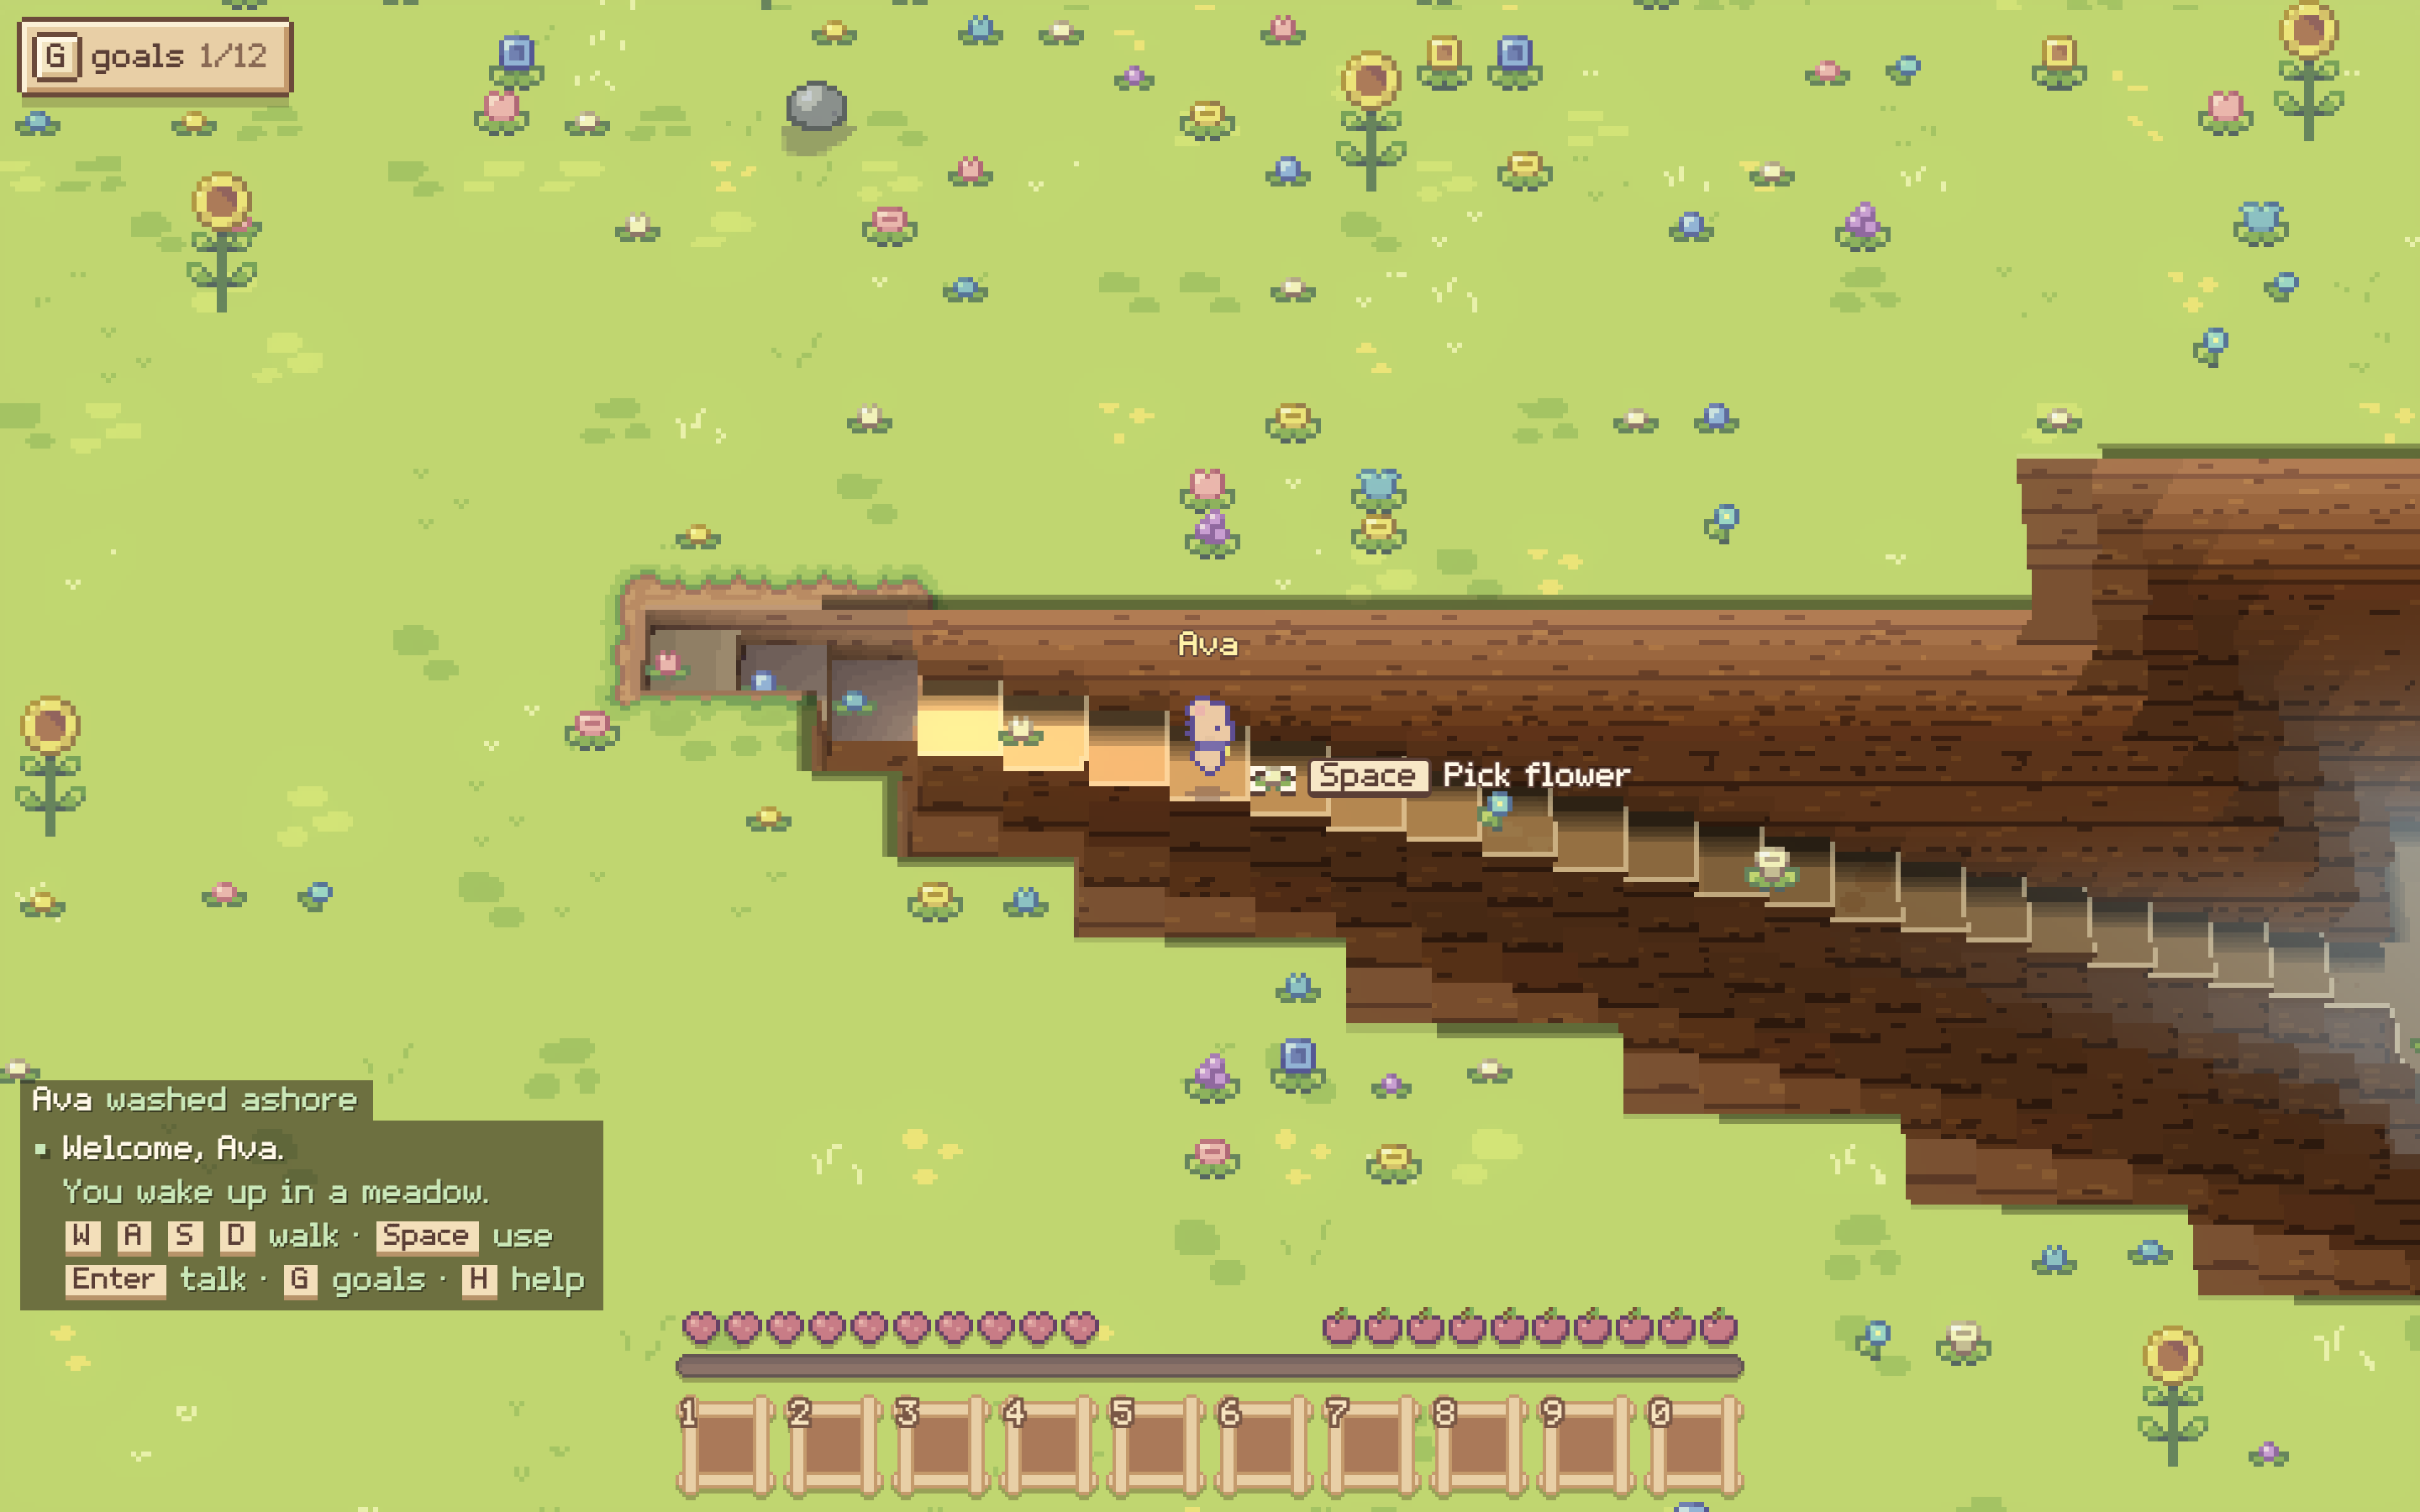 G goals 1/12
Ava
Space Pick flower
Ava washed ashore
Welcome, Ava.
You wake up in a meadow.
W A S D walk · Space use
Enter talk · G goals · H help
1 2 3 4 5 6 7 8 9 0